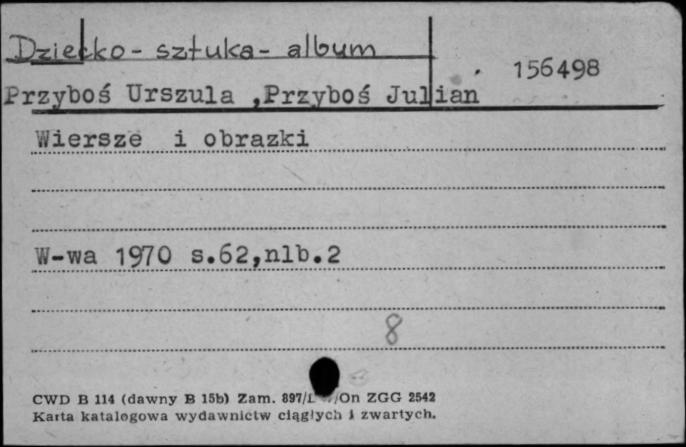 Dziecko - sztuka - album
156498
Przyboś Urszula ,Przyboś Julian
Wiersze i obrazki
W-wa 1970 s.62,nlb.2
8
CWD B 114 (dawny B 15b) Zam. 897/L /On ZGG 2542
Karta katalogowa wydawnictw ciągłych i zwartych.